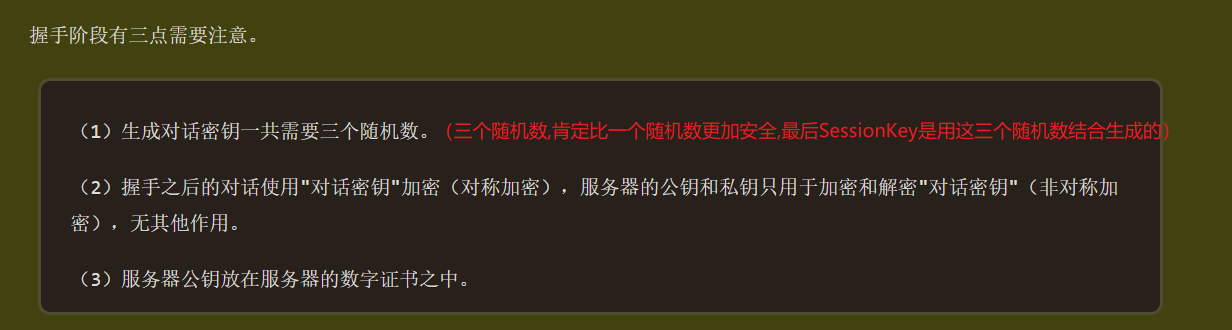 握手阶段有三点需要注意。
（1）生成对话密钥一共需要三个随机数。（三个随机数,肯定比一个随机数更加安全,最后SessionKey是用这三个随机数结合生成的）
（2）握手之后的对话使用"对话密钥"加密（对称加密），服务器的公钥和私钥只用于加密和解密"对话密钥"（非对称加
密），无其他作用。
（3）服务器公钥放在服务器的数字证书之中。